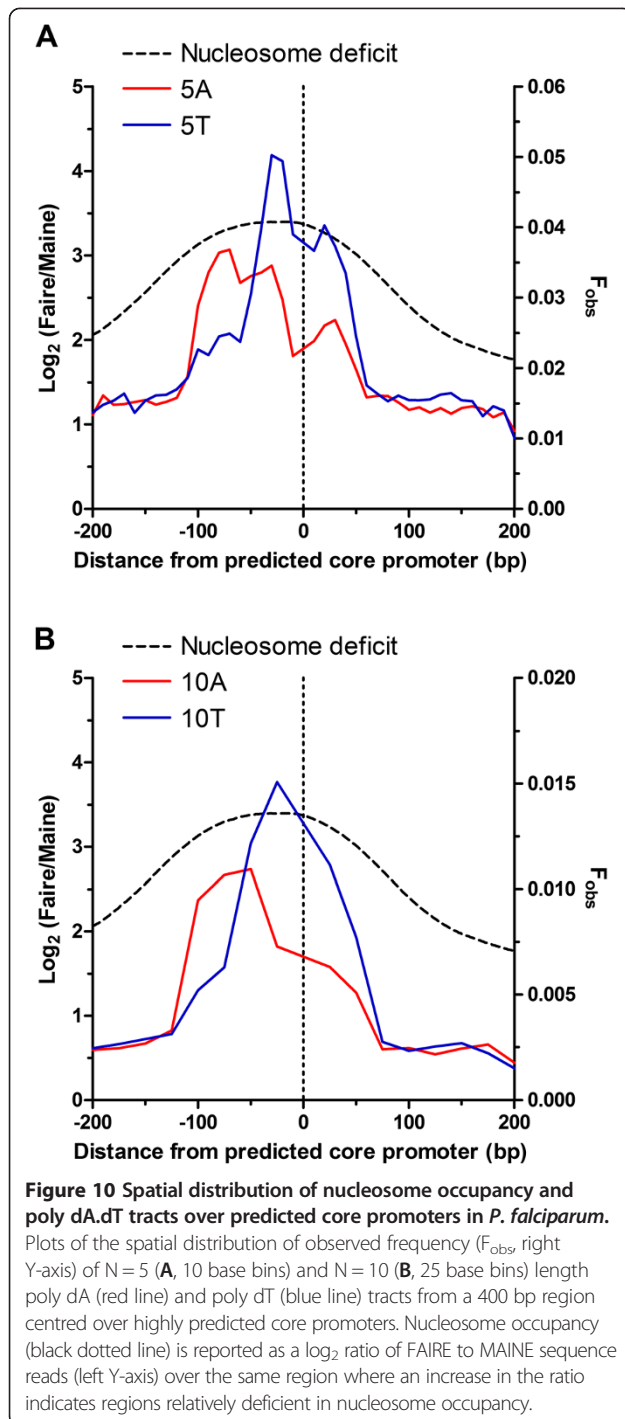 A
Nucleosome deficit
5A
5T
5
4
3
2
1
0
Log2 (Faire/Maine)
0.06
0.05
0.04
0.03
0.02
0.01
0.00
Fobs
-200 -100 0 100 200
Distance from predicted core promoter (bp)
B
Nucleosome deficit
10A
10T
5
4
3
2
1
0
Log2 (Faire/Maine)
0.020
0.015
0.010
0.005
0.000
Fobs
-200 -100 0 100 200
Distance from predicted core promoter (bp)
Figure 10 Spatial distribution of nucleosome occupancy and
poly dA.dT tracts over predicted core promoters in P. falciparum.
Plots of the spatial distribution of observed frequency (Fobs, right
Y-axis) of N = 5 (A, 10 base bins) and N = 10 (B, 25 base bins) length
poly dA (red line) and poly dT (blue line) tracts from a 400 bp region
centred over highly predicted core promoters. Nucleosome occupancy
(black dotted line) is reported as a log2 ratio of FAIRE to MAINE sequence
reads (left Y-axis) over the same region where an increase in the ratio
indicates regions relatively deficient in nucleosome occupancy.